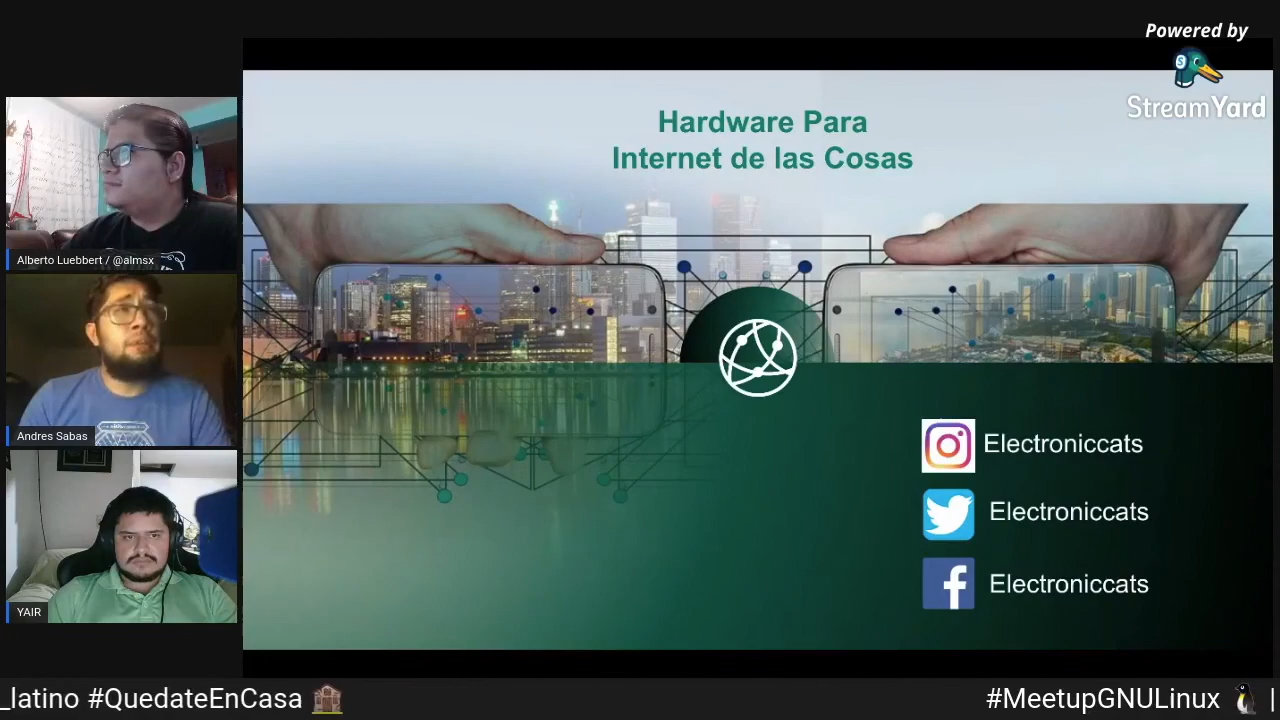 Powered by
StreamYard
Hardware Para
Internet de las Cosas
Alberto Luebbert / @almsx
Andres Sabas
YAIR
Electroniccats
Electroniccats
Electroniccats
_latino #QuedateEnCasa
#MeetupGNULinux